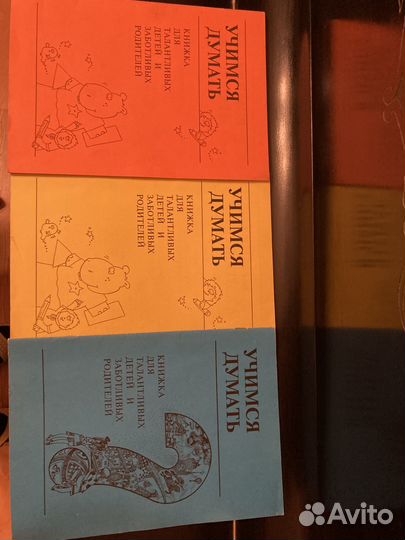 УЧИМСЯ
ДУМАТЬ
КНИЖКА
ДЛЯ
ТАЛАНТЛИВЫХ
ДЕТЕЙ И
ЗАБОТЛИВЫХ
РОДИТЕЛЕЙ
УЧИМСЯ
ДУМАТЬ
КНИЖКА
ДЛЯ
ТАЛАНТЛИВЫХ
ДЕТЕЙ И
ЗАБОТЛИВЫХ
РОДИТЕЛЕЙ
УЧИМСЯ
ДУМАТЬ
КНИЖКА
ДЛЯ
ТАЛАНТЛИВЫХ
ДЕТЕЙ И
ЗАБОТЛИВЫХ
РОДИТЕЛЕЙ
Avito